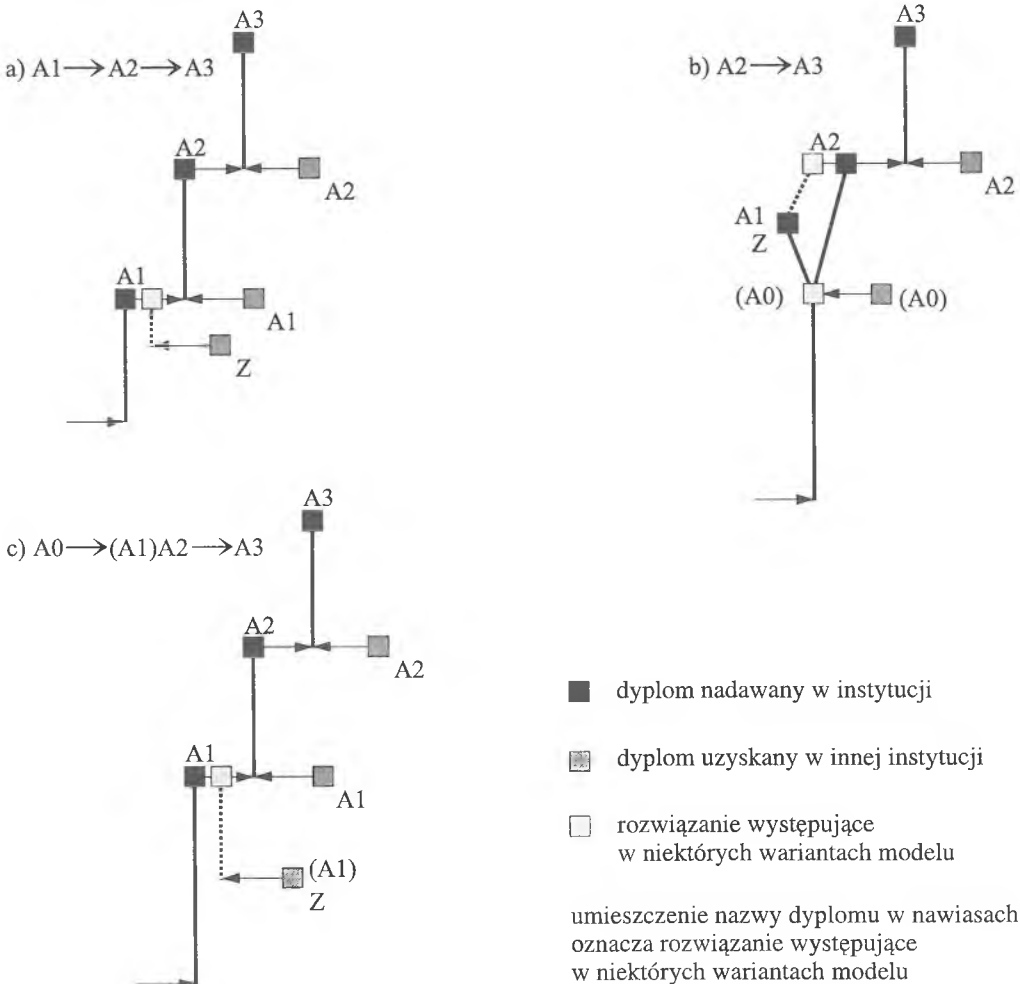 A3
a) A1→A2→A3
A2
A2
A1
A1
Z
A3
b) A2→A3
A2
A2
A1
Z
(A0)
(A0)
A3
c) A0→(A1)A2→A3
A2
A2
A1
A1
(A1)
Z
dyplom nadawany w instytucji
dyplom uzyskany w innej instytucji
rozwiązanie występujące
w niektórych wariantach modelu
umieszczenie nazwy dyplomu w nawiasach
oznacza rozwiązanie występujące
w niektórych wariantach modelu